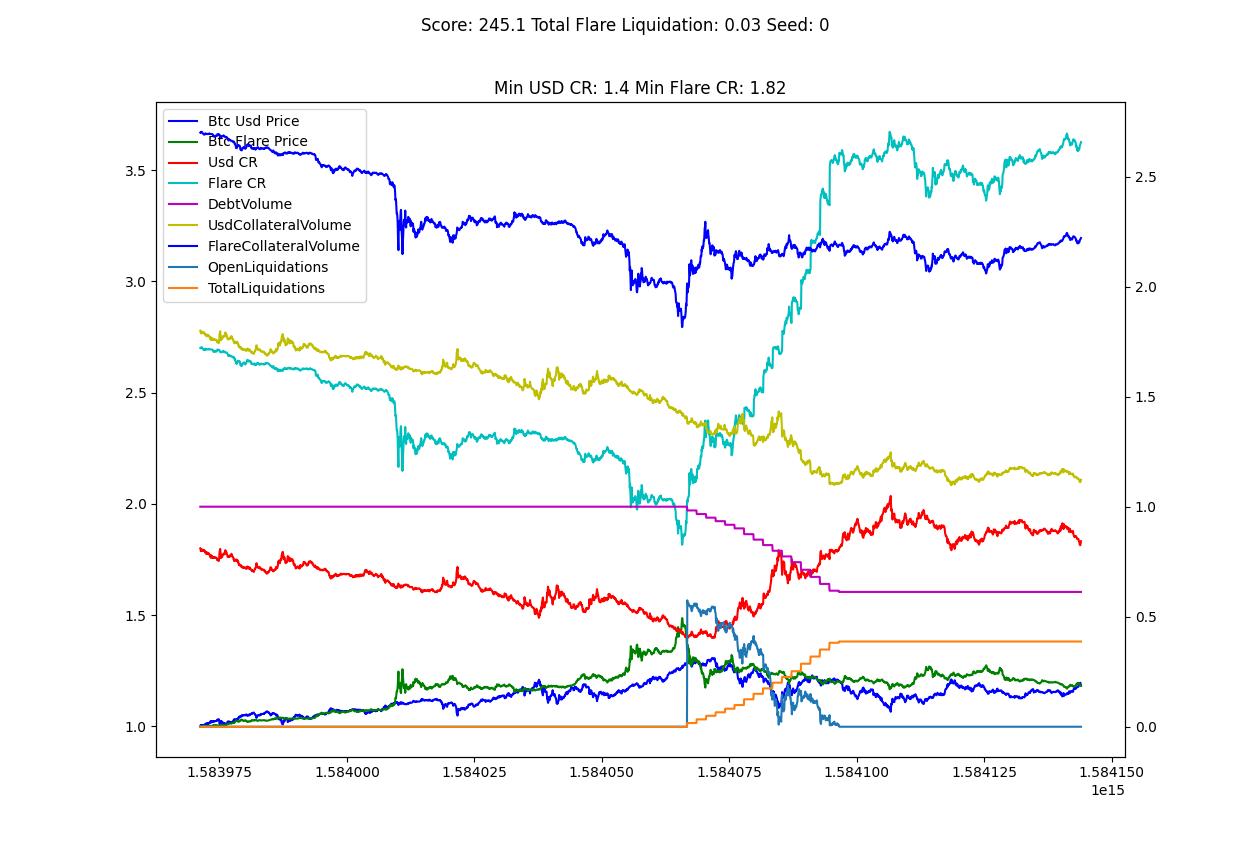 Score: 245.1 Total Flare Liquidation: 0.03 Seed: 0
Min USD CR: 1.4 Min Flare CR: 1.82
Btc Usd Price
Btc Flare Price
Usd CR
Flare CR
DebtVolume
UsdCollateralVolume
FlareCollateralVolume
OpenLiquidations
TotalLiquidations
3.5
3.0
2.5
2.0
1.5
1.0
2.5
2.0
1.5
1.0
0.5
0.0
1.583975 1.584000 1.584025 1.584050 1.584075 1.584100 1.584125 1.584150
1e15